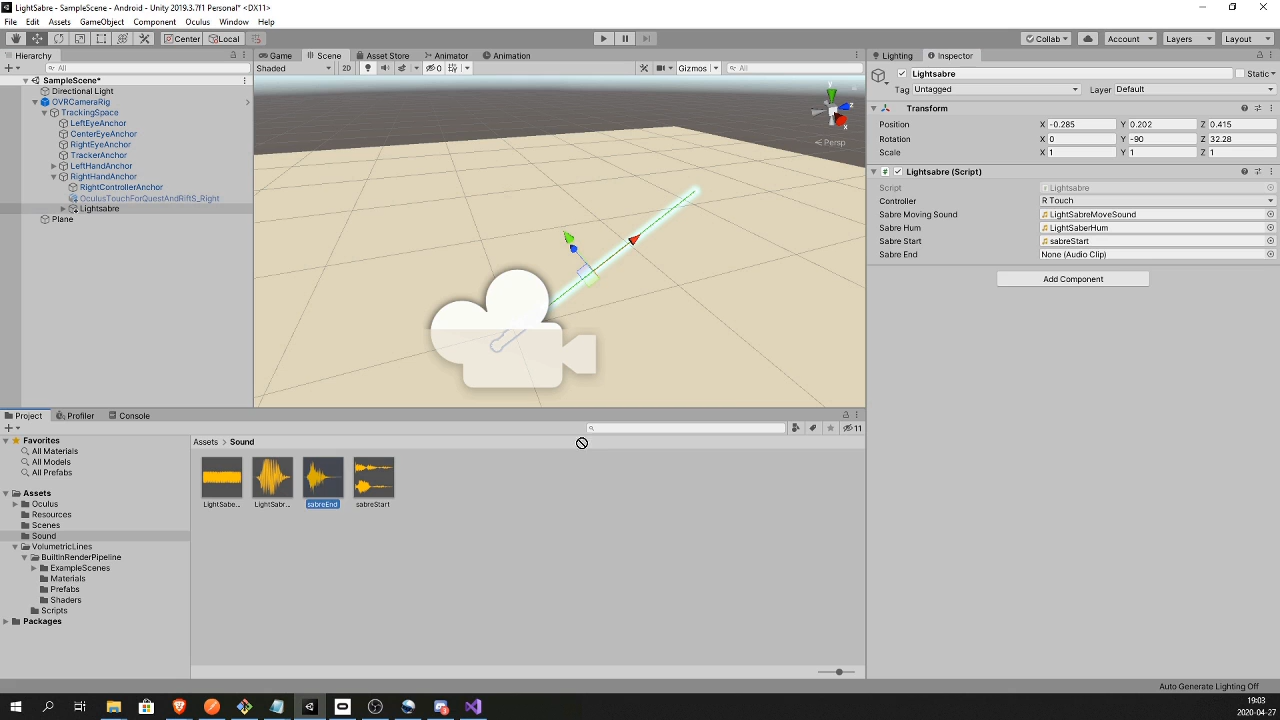 LightSabre - SampleScene - Android - Unity 2019.3.7f1 Personal* <DX11>
File Edit Assets GameObject Component Oculus Window Help
Center Local Collab Account Layers Layout
Hierarchy
All
SampleScene*
Directional Light
OVRCameraRig
TrackingSpace
LeftEyeAnchor
CenterEyeAnchor
RightEyeAnchor
TrackerAnchor
LeftHandAnchor
RightHandAnchor
RightControllerAnchor
OculusTouchForQuestAndRiftS_Right
Lightsabre
Plane
Game Scene Asset Store Animator Animation
Shaded 2D 0 Gizmos All
y
z
x
Persp
Lighting Inspector
Lightsabre Static
Tag Untagged Layer Default
Transform
Position X -0.285 Y 0.202 Z 0.415
Rotation X 0 Y -90 Z 32.28
Scale X 1 Y 1 Z 1
Lightsabre (Script)
Script Lightsabre
Controller R Touch
Sabre Moving Sound LightSabreMoveSound
Sabre Hum LightSaberHum
Sabre Start sabreStart
Sabre End None (Audio Clip)
Add Component
Project Profiler Console
11
Favorites
All Materials
All Models
All Prefabs
Assets
Oculus
Resources
Scenes
Sound
VolumetricLines
BuiltInRenderPipeline
ExampleScenes
Materials
Prefabs
Shaders
Scripts
Packages
Assets > Sound
LightSabe... LightSabr... sabreEnd sabreStart
Auto Generate Lighting Off
19:03
2020-04-27